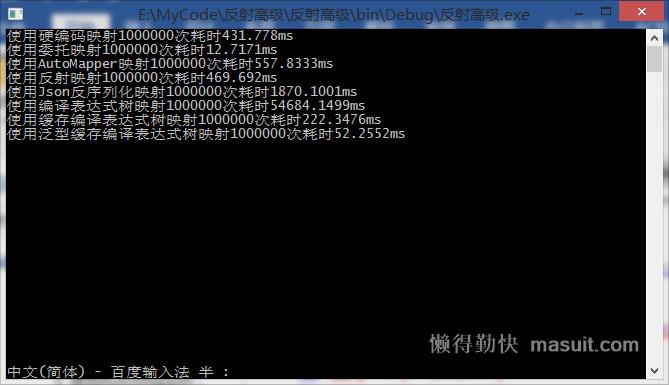 E:\MyCode\反射高级\反射高级\bin\Debug\反射高级.exe
使用硬编码映射1000000次耗时431.778ms
使用委托映射1000000次耗时12.7171ms
使用AutoMapper映射1000000次耗时557.8333ms
使用反射映射1000000次耗时469.692ms
使用Json反序列化映射1000000次耗时1870.1001ms
使用编译表达式树映射1000000次耗时54684.1499ms
使用缓存编译表达式树映射1000000次耗时222.3476ms
使用泛型缓存编译表达式树映射1000000次耗时52.2552ms
懒得勤快 masuit.com
中文(简体) - 百度输入法 半 :